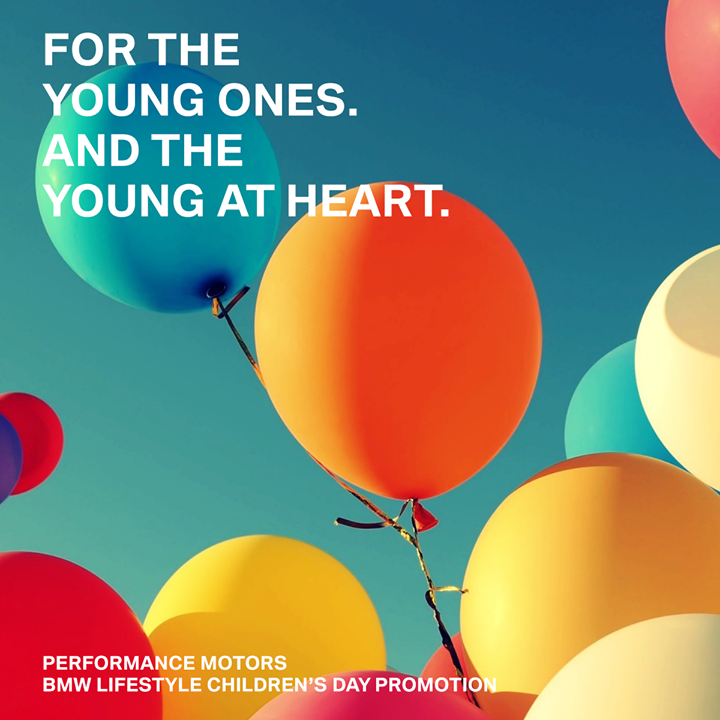 FOR THE
YOUNG ONES.
AND THE
YOUNG AT HEART.
PERFORMANCE MOTORS
BMW LIFESTYLE CHILDREN'S DAY PROMOTION